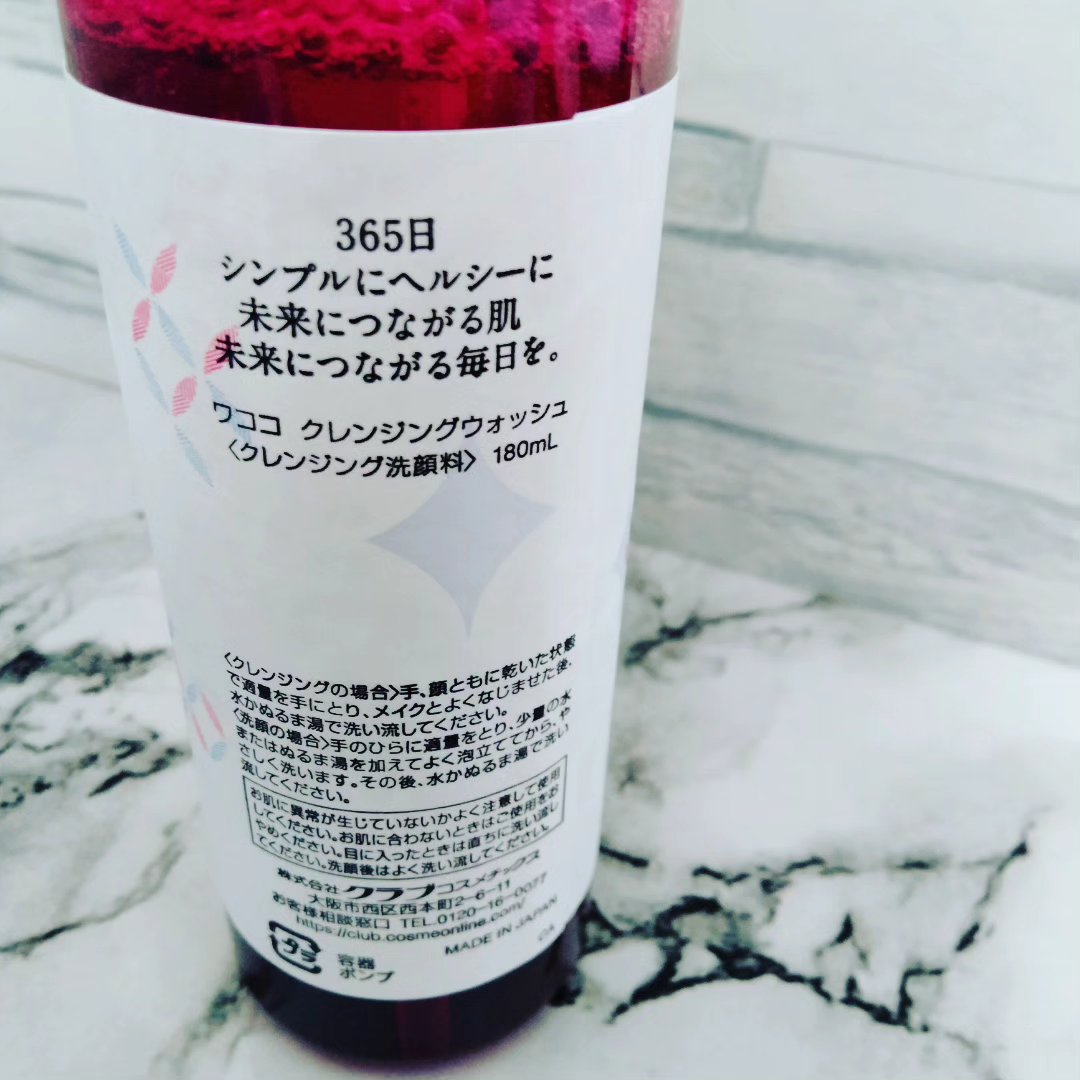 365日
シンプルにヘルシーに
未来につながる肌
未来につながる毎日を。
ワココ クレンジングウォッシュ
〈クレンジング洗顔料〉 180mL
〈クレンジングの場合〉手、顔ともに乾いた状態
で適量を手にとり、メイクとよくなじませた後、
水かぬるま湯で洗い流してください。
〈洗顔の場合〉手のひらに適量をとり、少量の水
またはぬるま湯を加えてよく泡立ててから、や
さしく洗います。その後、水かぬるま湯で洗い
流してください。
お肌に異常が生じていないかよく注意して使用
してください。お肌に合わないときはご使用をお
やめください。目に入ったときは直ちに洗い流し
てください。洗顔後はよく洗い流してください。
株式会社 クラブコスメチックス
大阪市西区西本町2-6-11
お客様相談窓口 TEL.0120-16-0077
https://club.cosmeonline.com/
MADE IN JAPAN
CA
プラ
容器
ポンプ